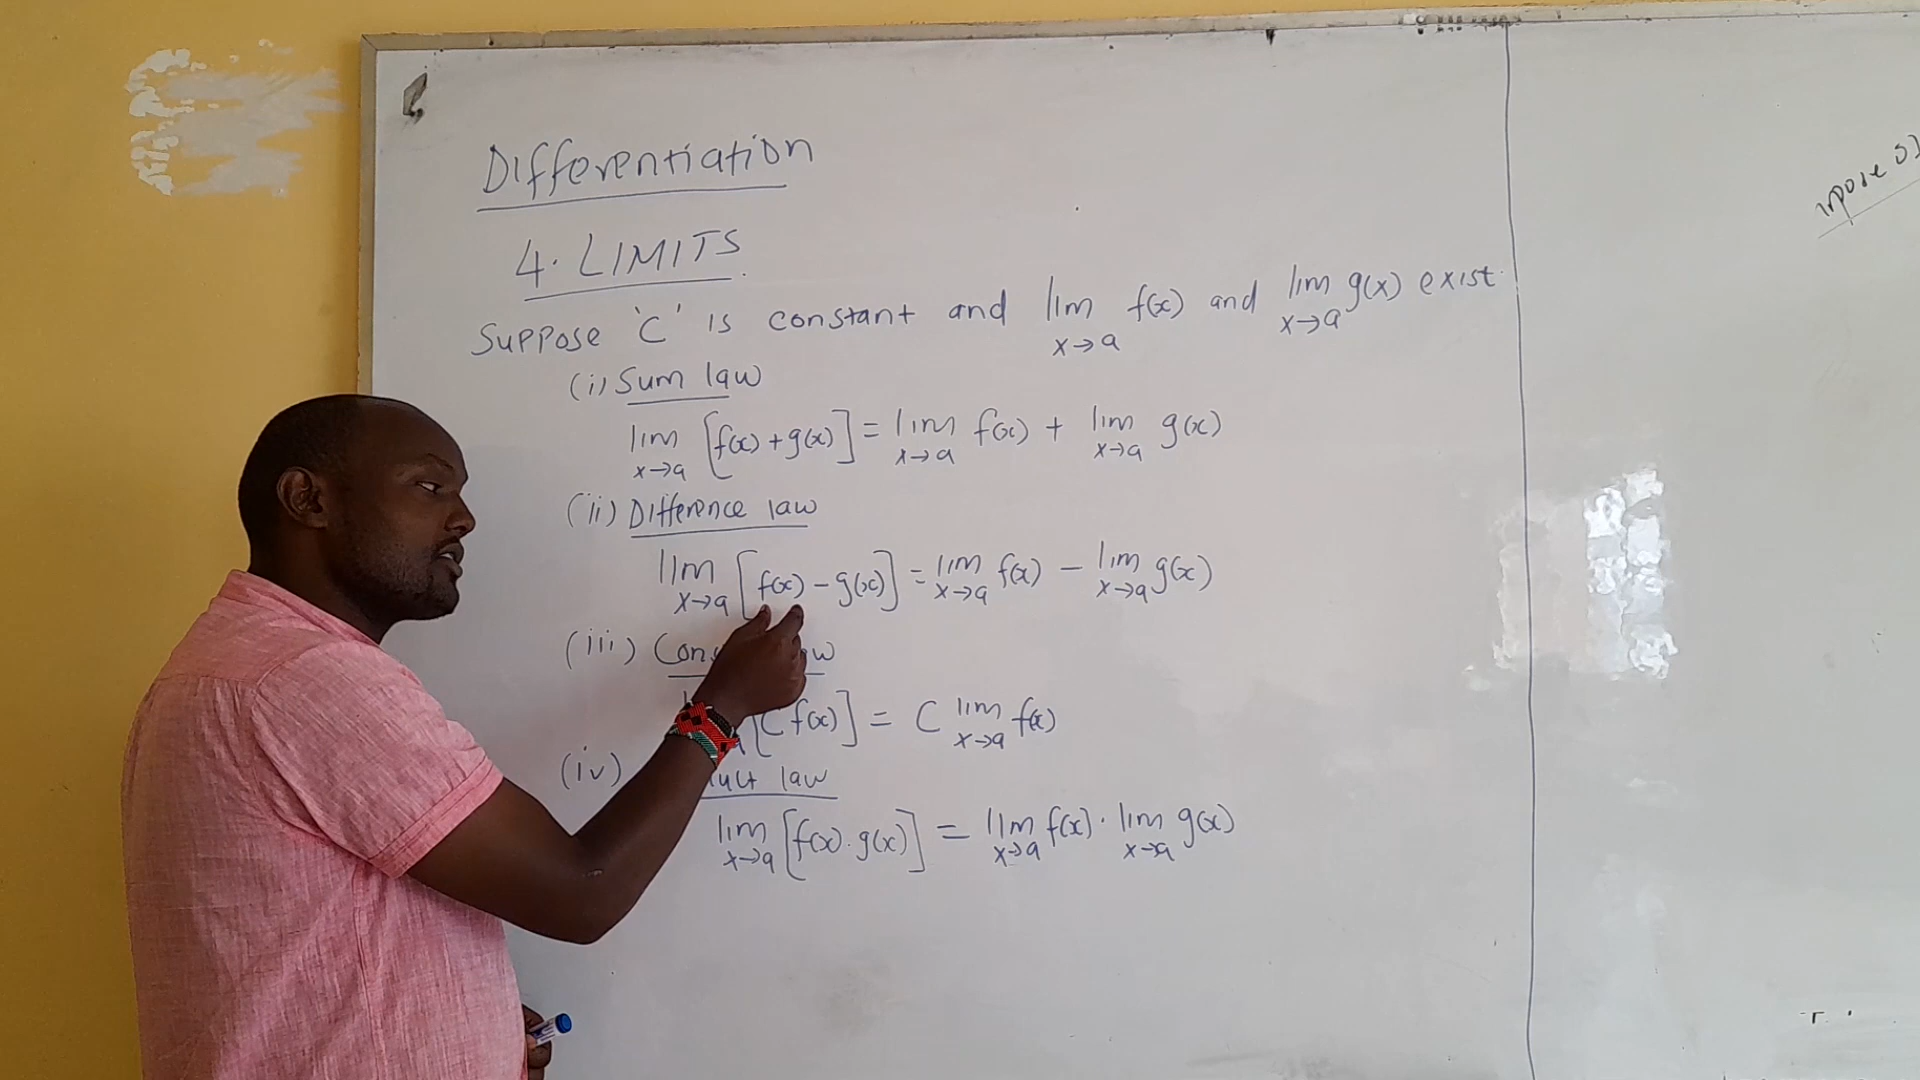 Differentiation
4. LIMITS
Suppose 'C' is constant and lim x→a f(x) and lim x→a g(x) exist.
(i) Sum law
lim x→a [f(x) + g(x)] = lim x→a f(x) + lim x→a g(x)
(ii) Difference law
lim x→a [f(x) − g(x)] = lim x→a f(x) − lim x→a g(x)
(iii) law
[C f(x)] = C lim x→a f(x)
(iv) law
lim x→a [f(x) . g(x)] = lim x→a f(x) · lim x→a g(x)